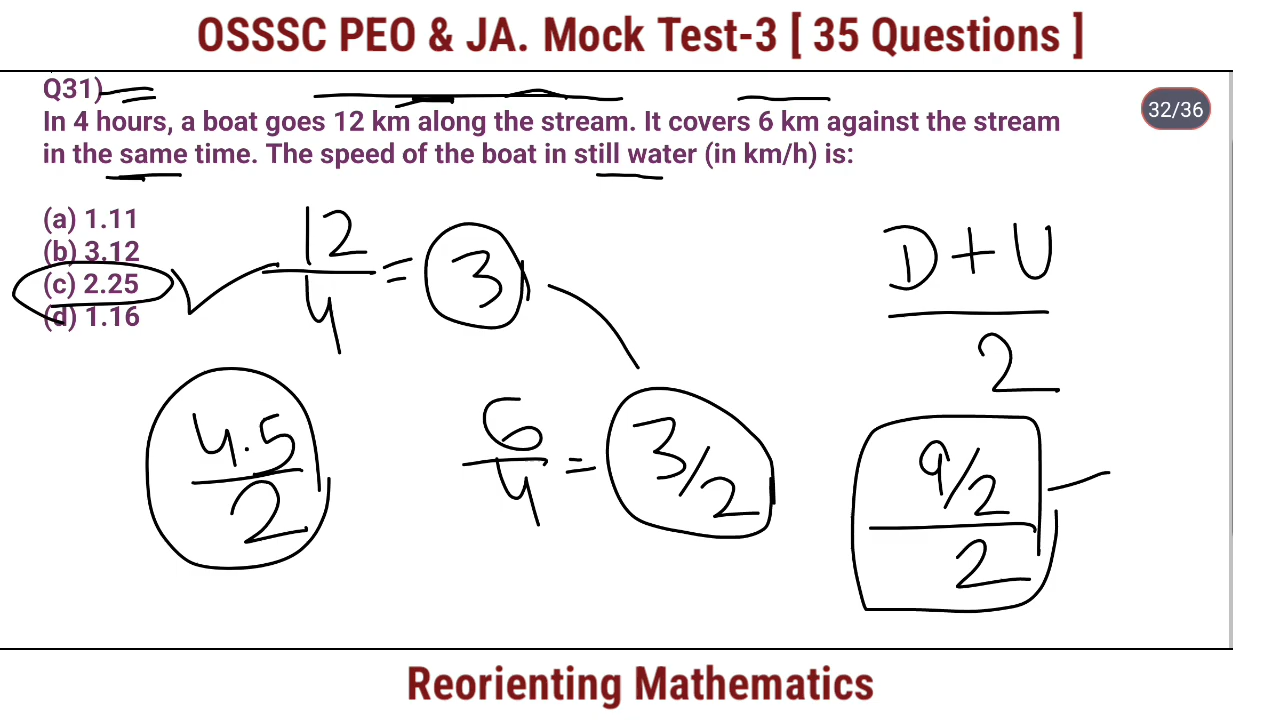 OSSSC PEO & JA. Mock Test-3 [ 35 Questions ]
Q31)
32/36
In 4 hours, a boat goes 12 km along the stream. It covers 6 km against the stream
in the same time. The speed of the boat in still water (in km/h) is:
(a) 1.11
(b) 3.12
(c) 2.25
(d) 1.16
12
4
= 3
D+U
2
4.5
2
6
4
= 3/2
9/2
2
Reorienting Mathematics